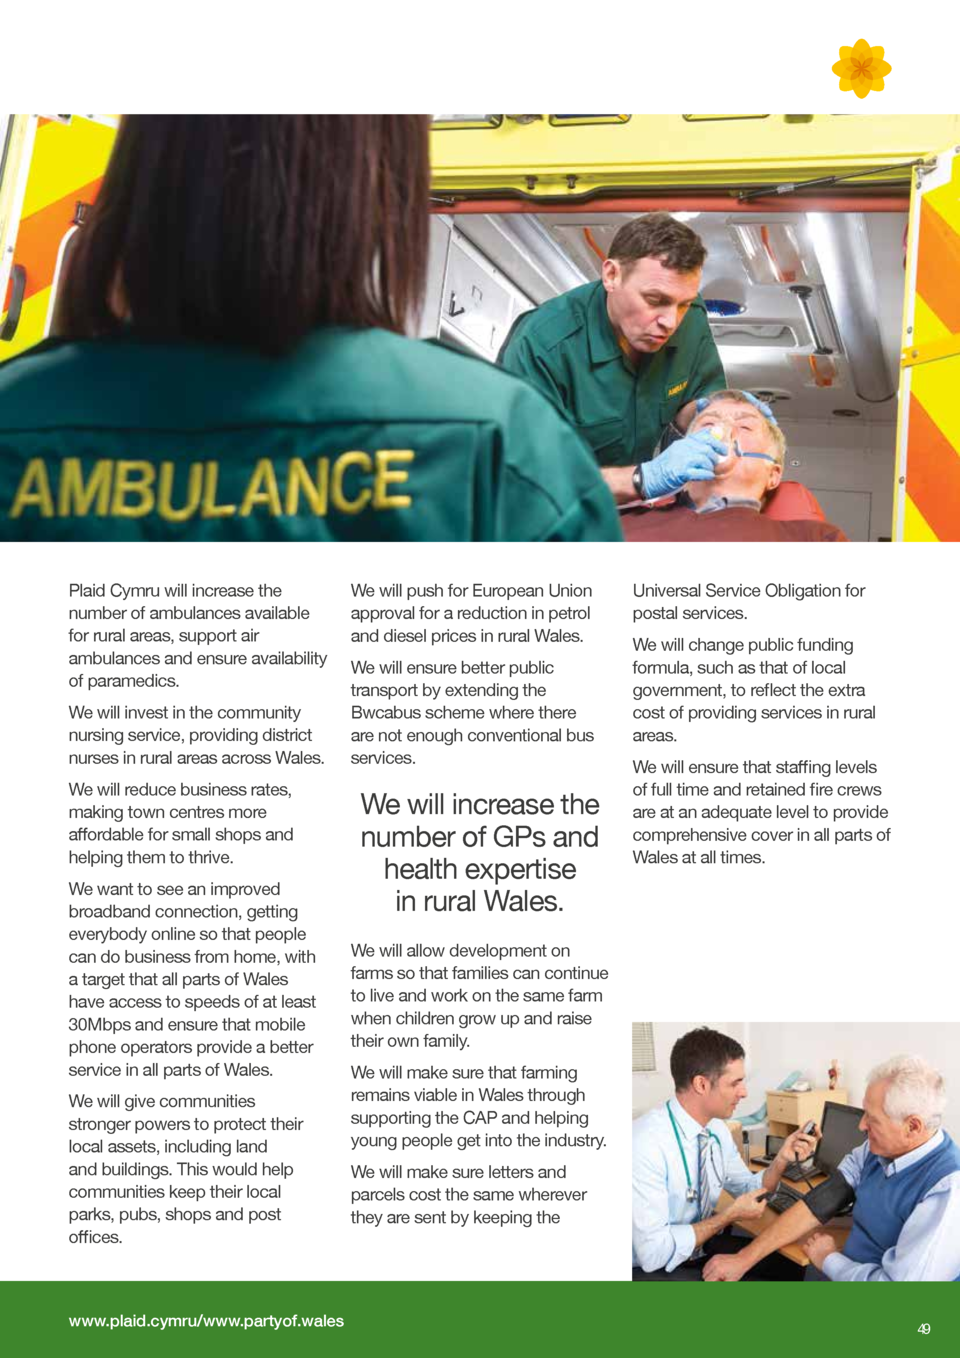 AMBULANCE
AMBULA
Plaid Cymru will increase the
number of ambulances available
for rural areas, support air
ambulances and ensure availability
of paramedics.
We will invest in the community
nursing service, providing district
nurses in rural areas across Wales.
We will reduce business rates,
making town centres more
affordable for small shops and
helping them to thrive.
We want to see an improved
broadband connection, getting
everybody online so that people
can do business from home, with
a target that all parts of Wales
have access to speeds of at least
30Mbps and ensure that mobile
phone operators provide a better
service in all parts of Wales.
We will give communities
stronger powers to protect their
local assets, including land
and buildings. This would help
communities keep their local
parks, pubs, shops and post
offices.
We will push for European Union
approval for a reduction in petrol
and diesel prices in rural Wales.
We will ensure better public
transport by extending the
Bwcabus scheme where there
are not enough conventional bus
services.
We will increase the
number of GPs and
health expertise
in rural Wales.
We will allow development on
farms so that families can continue
to live and work on the same farm
when children grow up and raise
their own family.
We will make sure that farming
remains viable in Wales through
supporting the CAP and helping
young people get into the industry.
We will make sure letters and
parcels cost the same wherever
they are sent by keeping the
Universal Service Obligation for
postal services.
We will change public funding
formula, such as that of local
government, to reflect the extra
cost of providing services in rural
areas.
We will ensure that staffing levels
of full time and retained fire crews
are at an adequate level to provide
comprehensive cover in all parts of
Wales at all times.
www.plaid.cymru/www.partyof.wales
49